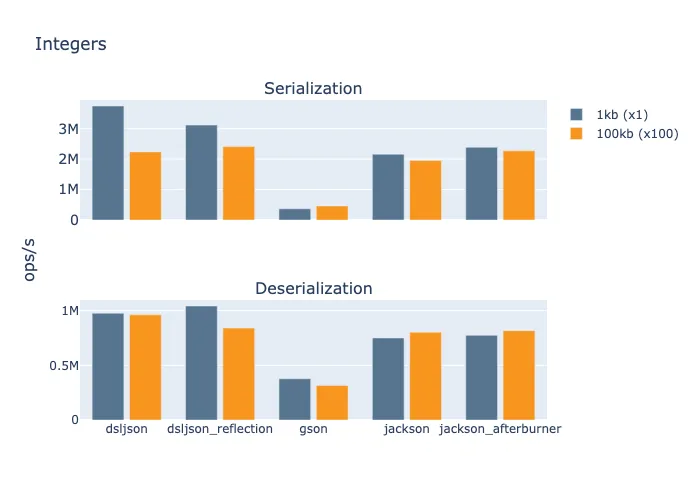 Integers
Serialization
1kb (x1)
100kb (x100)
3M
2M
1M
0
ops/s
Deserialization
1M
0.5M
0
dsljson dsljson_reflection gson jackson jackson_afterburner